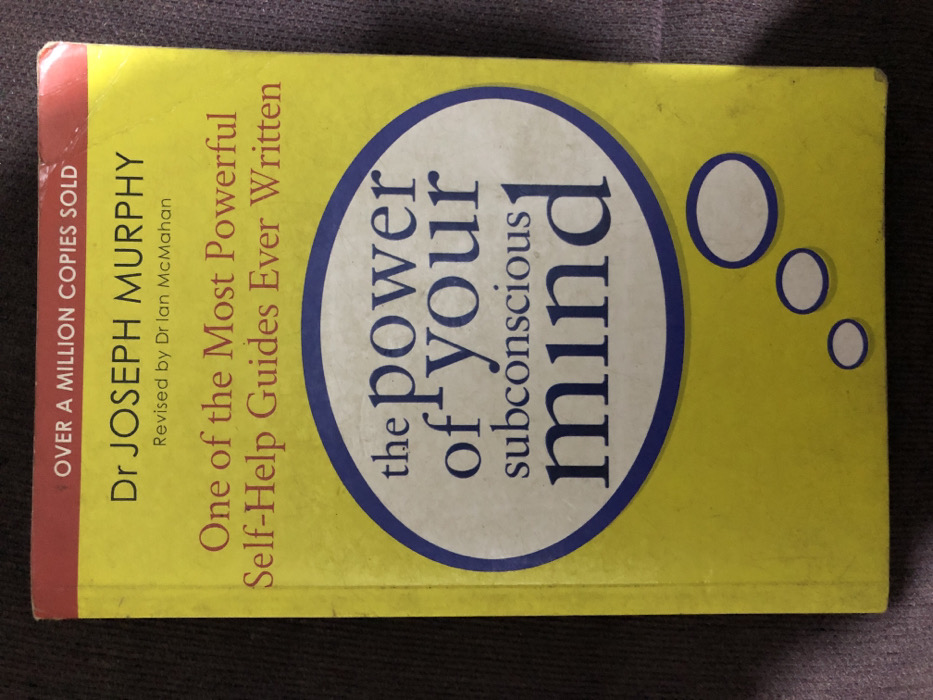 OVER A MILLION COPIES SOLD
Dr JOSEPH MURPHY
Revised by Dr Ian McMahan
One of the Most Powerful
Self-Help Guides Ever Written
the power
of your
subconscious
mind